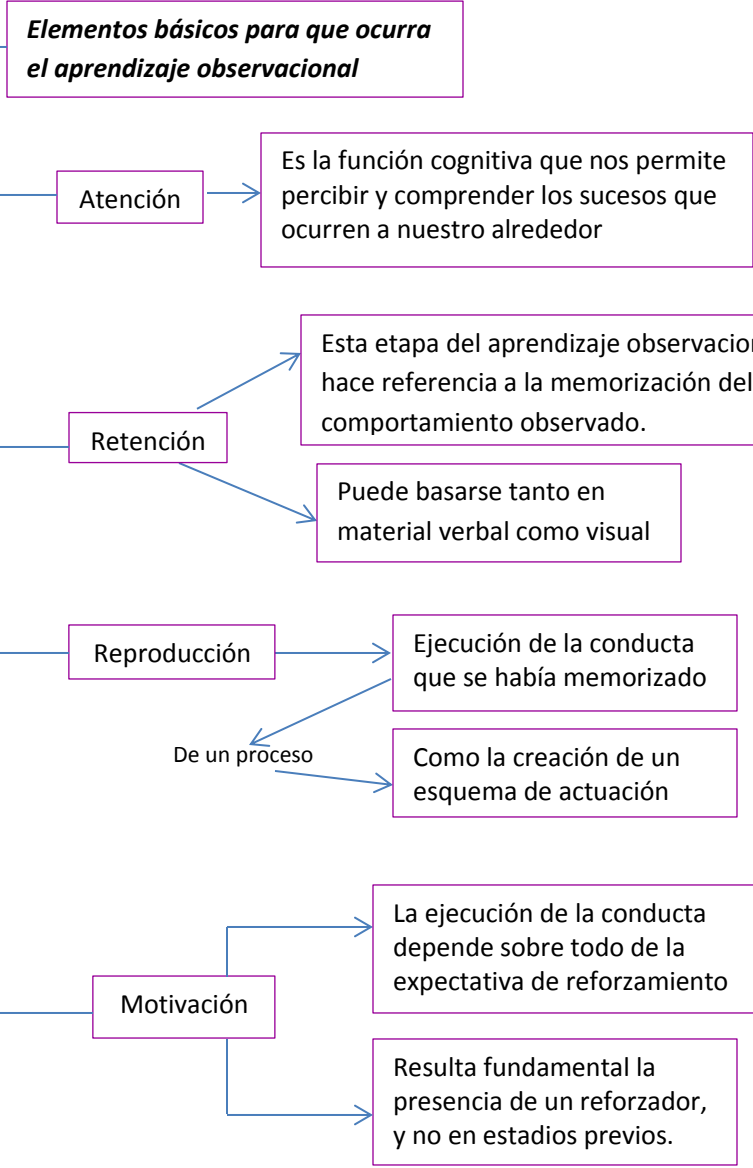 Elementos básicos para que ocurra
el aprendizaje observacional
Es la función cognitiva que nos permite
percibir y comprender los sucesos que
ocurren a nuestro alrededor
Atención
Esta etapa del aprendizaje observacion
hace referencia a la memorización del
comportamiento observado.
Retención
Puede basarse tanto en
material verbal como visual
Reproducción
Ejecución de la conducta
que se había memorizado
De un proceso
Como la creación de un
esquema de actuación
La ejecución de la conducta
depende sobre todo de la
expectativa de reforzamiento
Motivación
Resulta fundamental la
presencia de un reforzador,
y no en estadios previos.